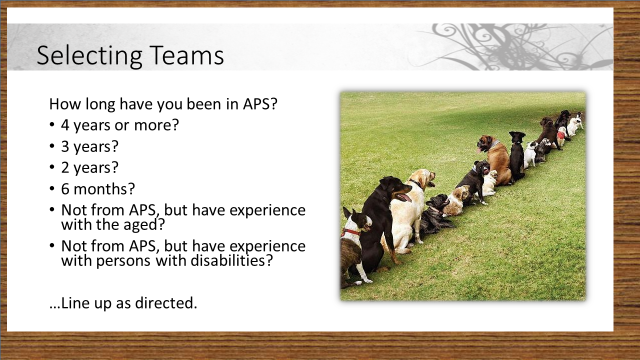 Selecting Teams
How long have you been in APS?
• 4 years or more?
• 3 years?
• 2 years?
• 6 months?
• Not from APS, but have experience
with the aged?
• Not from APS, but have experience
with persons with disabilities?
...Line up as directed.